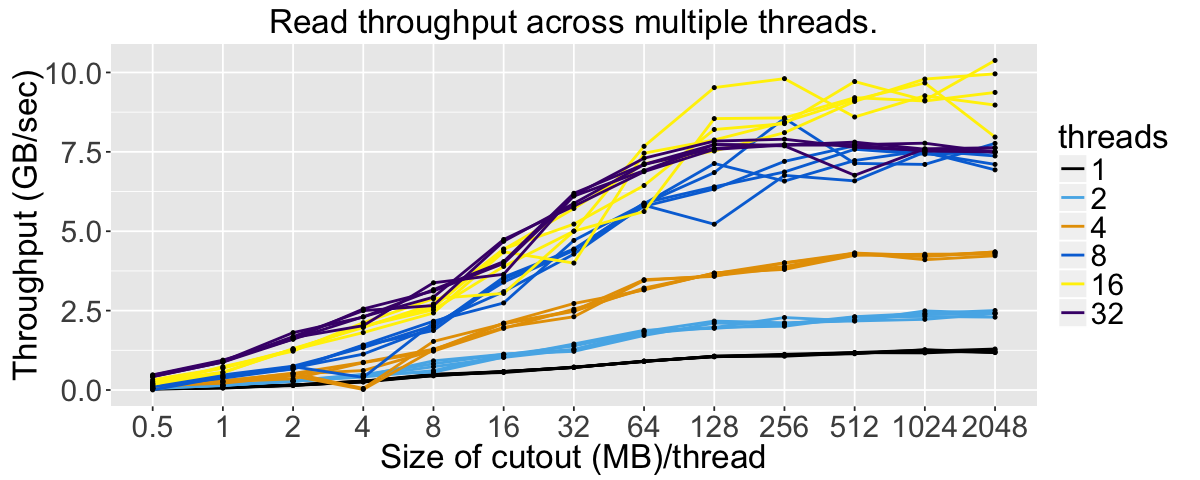 Read throughput across multiple threads.
Throughput (GB/sec)
10.0
7.5
5.0
2.5
0.0
0.5 1 2 4 8 16 32 64 128 256 512 1024 2048
Size of cutout (MB)/thread
threads
1
2
4
8
16
32